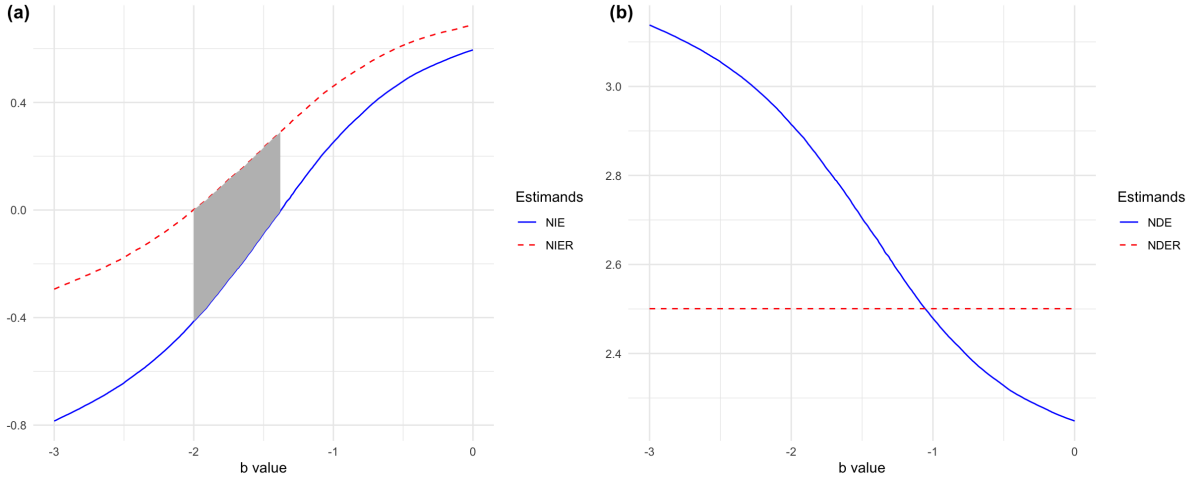 (a)
0.4
0.0
-0.4
-0.8
-3
-2
-1
0
b value
Estimands
NIE
NIER
(b)
3.0
2.8
2.6
2.4
-3
-2
-1
0
b value
Estimands
NDE
NDER